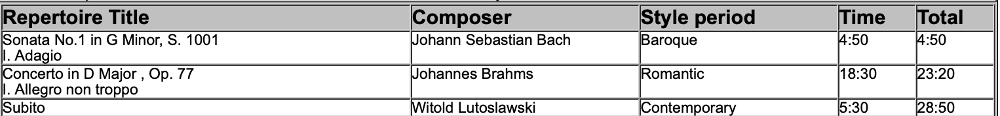 Repertoire Title Composer Style period Time Total
Sonata No.1 in G Minor, S. 1001 Johann Sebastian Bach Baroque 4:50 4:50
I. Adagio
Concerto in D Major , Op. 77 Johannes Brahms Romantic 18:30 23:20
I. Allegro non troppo
Subito Witold Lutoslawski Contemporary 5:30 28:50